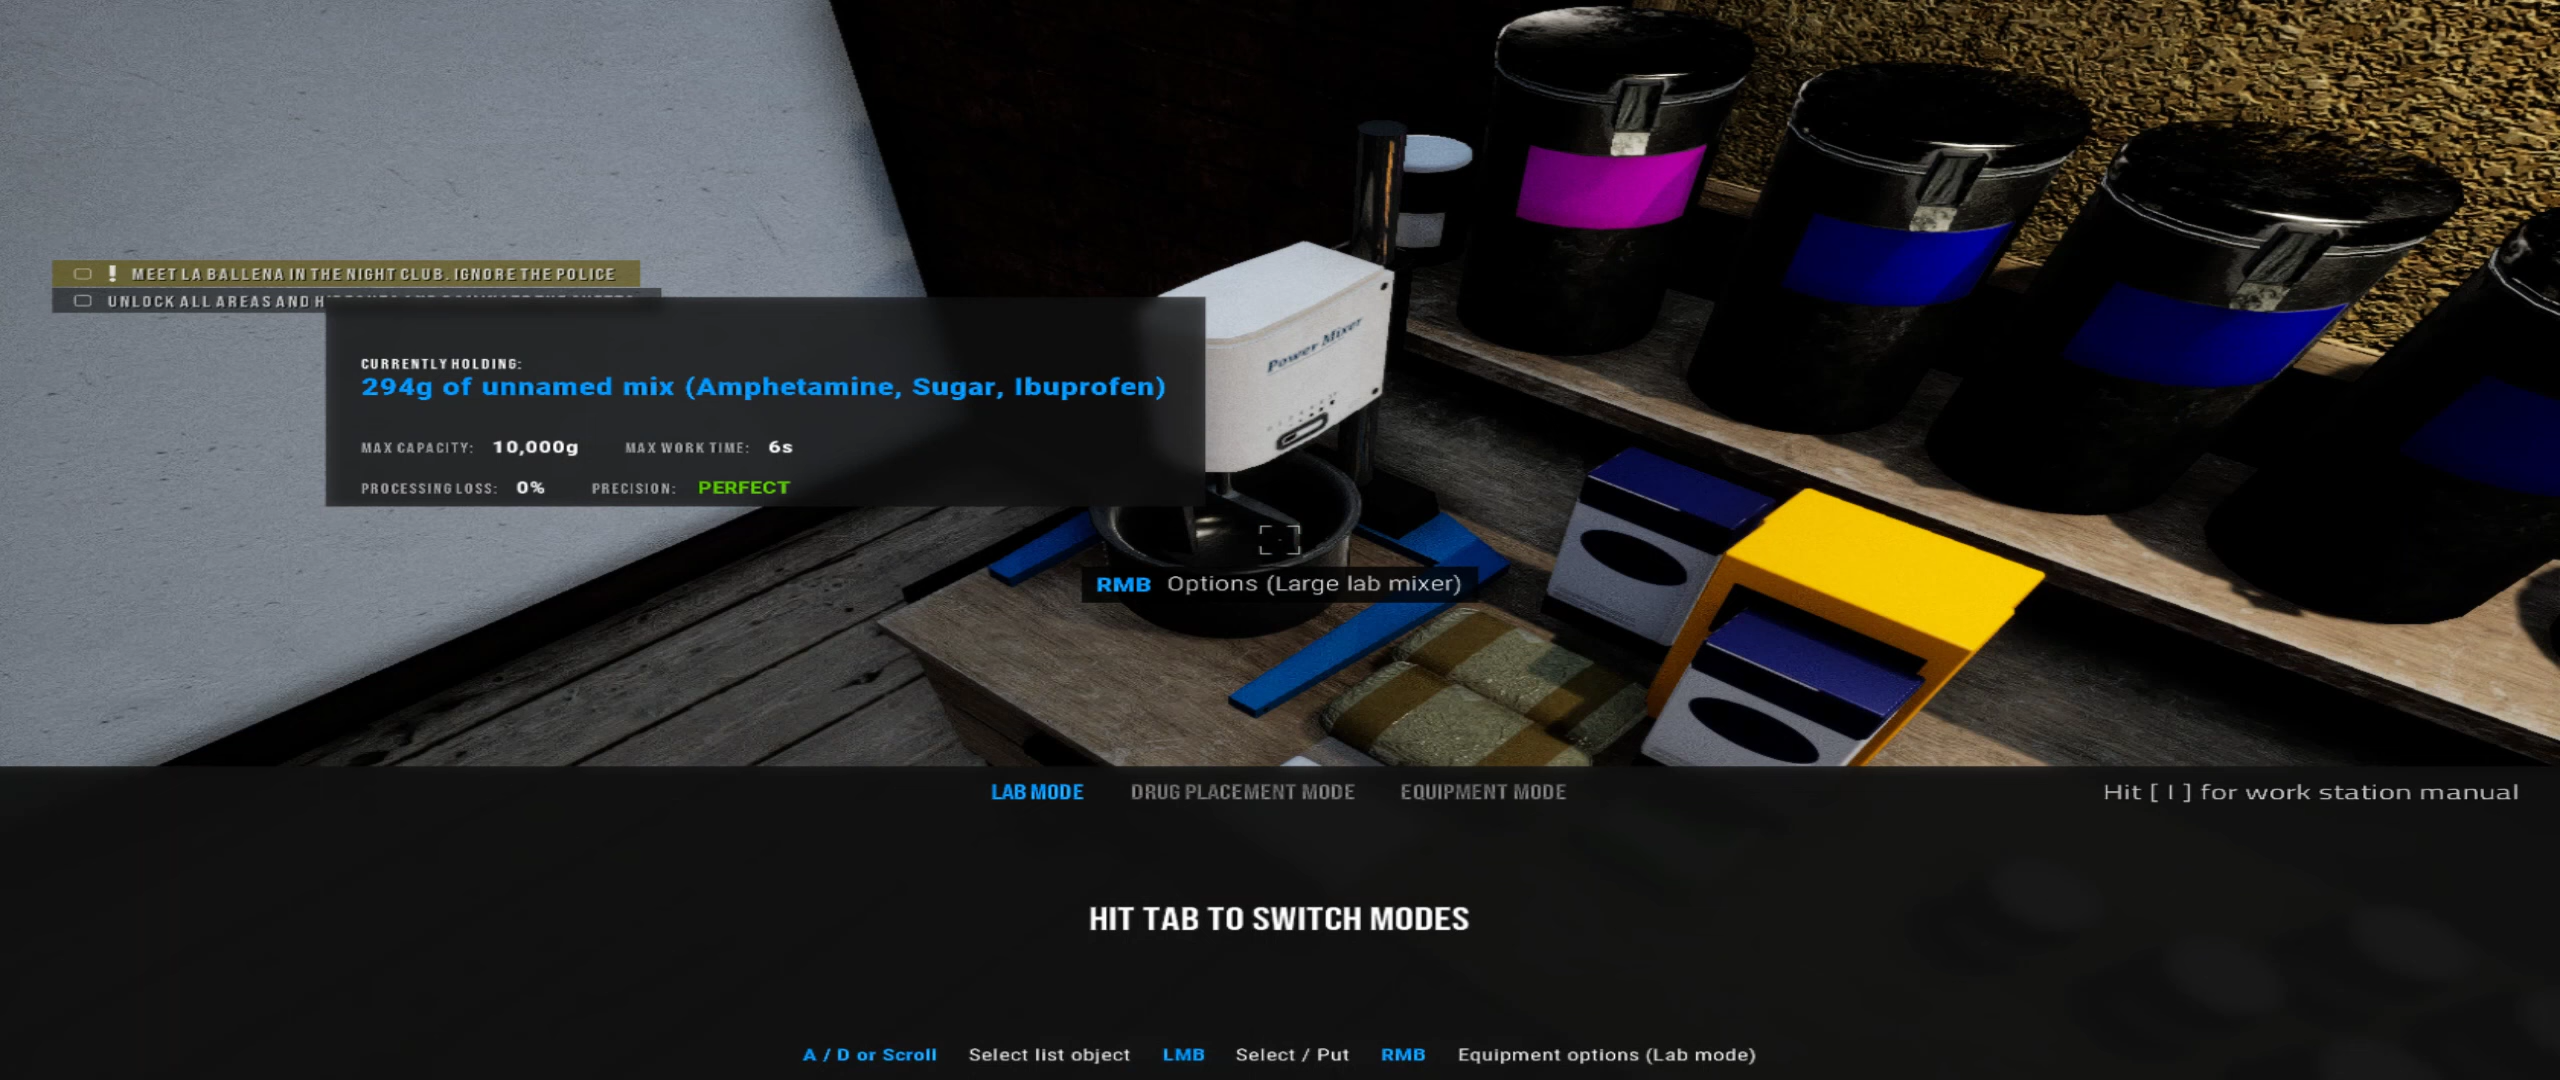 MEET LA BALLENA IN THE NIGHT CLUB. IGNORE THE POLICE
UNLOCK ALL AREAS AND
CURRENTLY HOLDING:
294g of unnamed mix (Amphetamine, Sugar, Ibuprofen)
MAX CAPACITY: 10,000g MAX WORK TIME: 6s
PROCESSING LOSS: 0% PRECISION: PERFECT
Power Mixer
RMB Options (Large lab mixer)
LAB MODE DRUG PLACEMENT MODE EQUIPMENT MODE
Hit [ I ] for work station manual
HIT TAB TO SWITCH MODES
A / D or Scroll Select list object LMB Select / Put RMB Equipment options (Lab mode)